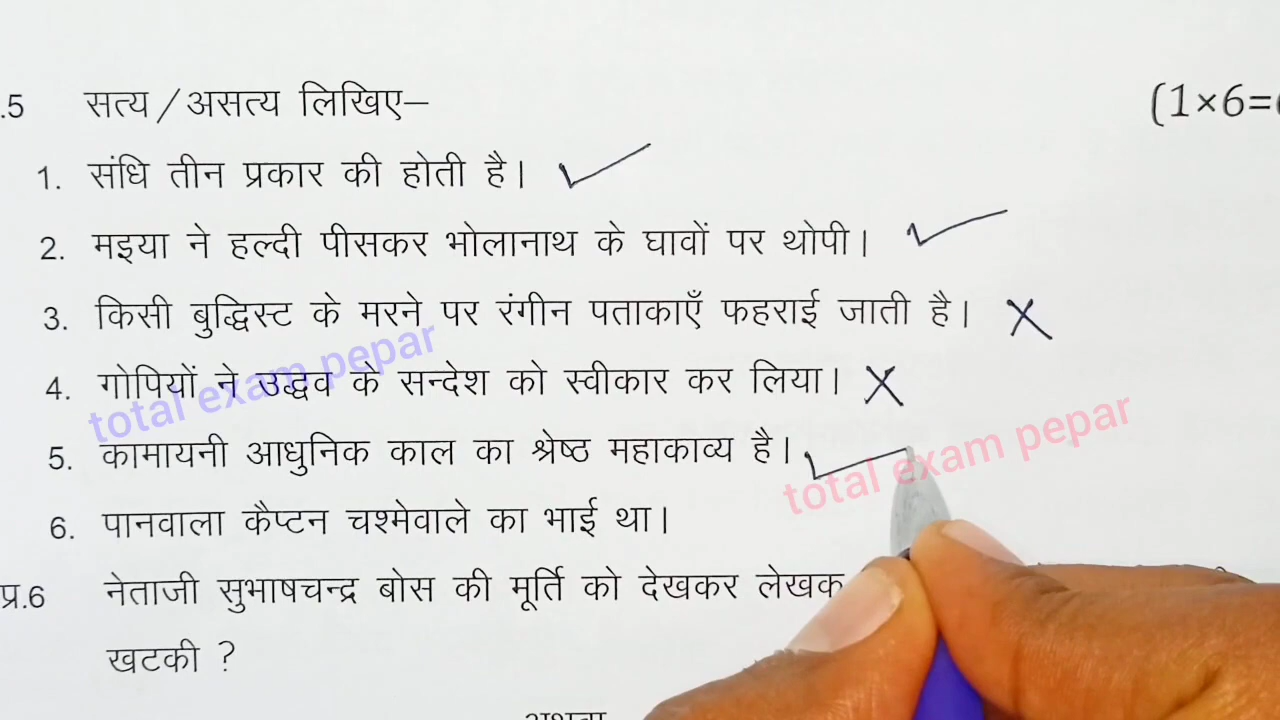 .5 सत्य / असत्य लिखिए– (1×6=
1. संधि तीन प्रकार की होती है।
2. मइया ने हल्दी पीसकर भोलानाथ के घावों पर थोपी।
3. किसी बुद्धिस्ट के मरने पर रंगीन पताकाएँ फहराई जाती है।
4. गोपियों ने उद्धव के सन्देश को स्वीकार कर लिया।
5. कामायनी आधुनिक काल का श्रेष्ठ महाकाव्य है।
6. पानवाला कैप्टन चश्मेवाले का भाई था।
प्र.6 नेताजी सुभाषचन्द्र बोस की मूर्ति को देखकर लेखक
खटकी ?
total exam pepar
total exam pepar